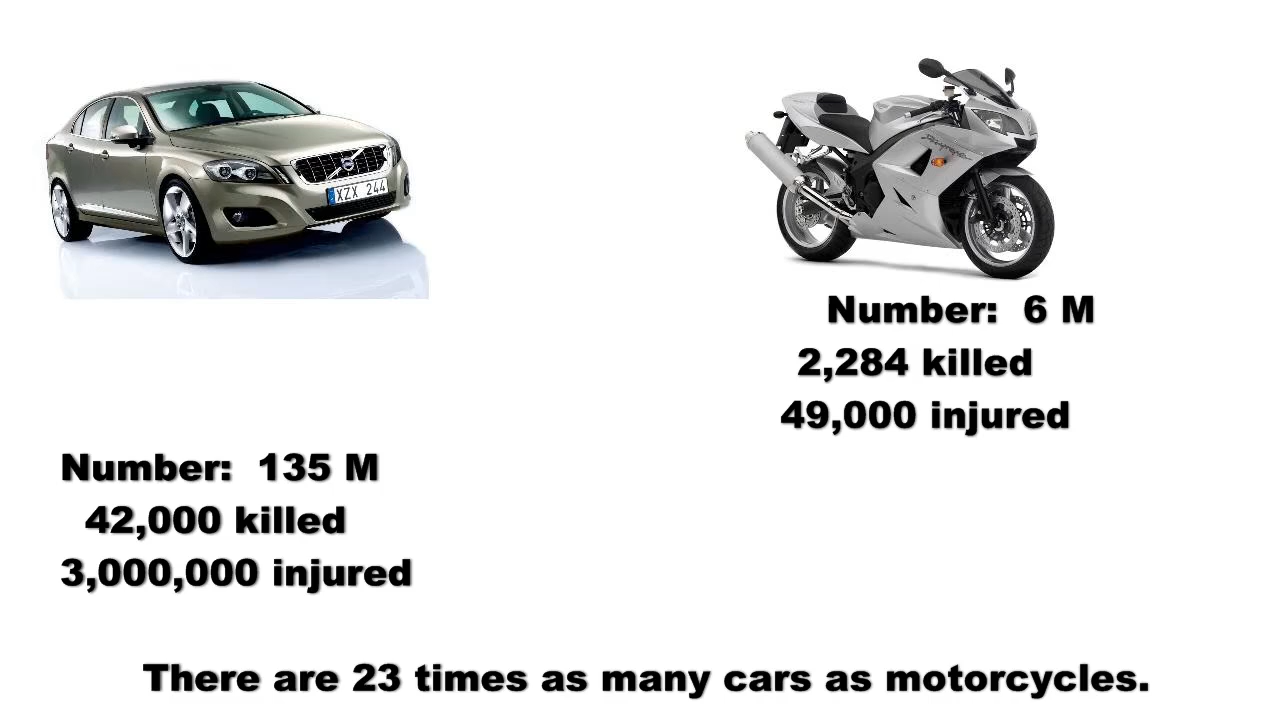 XZX 244
Number:  6 M
2,284 killed
49,000 injured
Number:  135 M
42,000 killed
3,000,000 injured
There are 23 times as many cars as motorcycles.